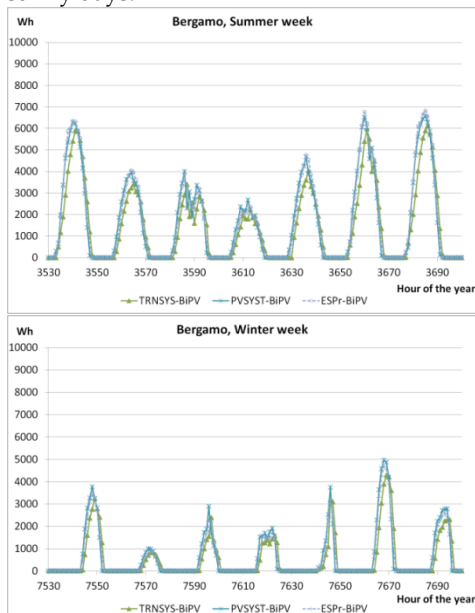 Wh
Bergamo, Summer week
10000
9000
8000
7000
6000
5000
4000
3000
2000
1000
0
3530 3550 3570 3590 3610 3630 3650 3670 3690
Hour of the year
TRNSYS-BiPV PVSYST-BiPV ESPr-BiPV
Wh
Bergamo, Winter week
10000
9000
8000
7000
6000
5000
4000
3000
2000
1000
0
7530 7550 7570 7590 7610 7630 7650 7670 7690
Hour of the year
TRNSYS-BiPV PVSYST-BiPV ESPr-BiPV